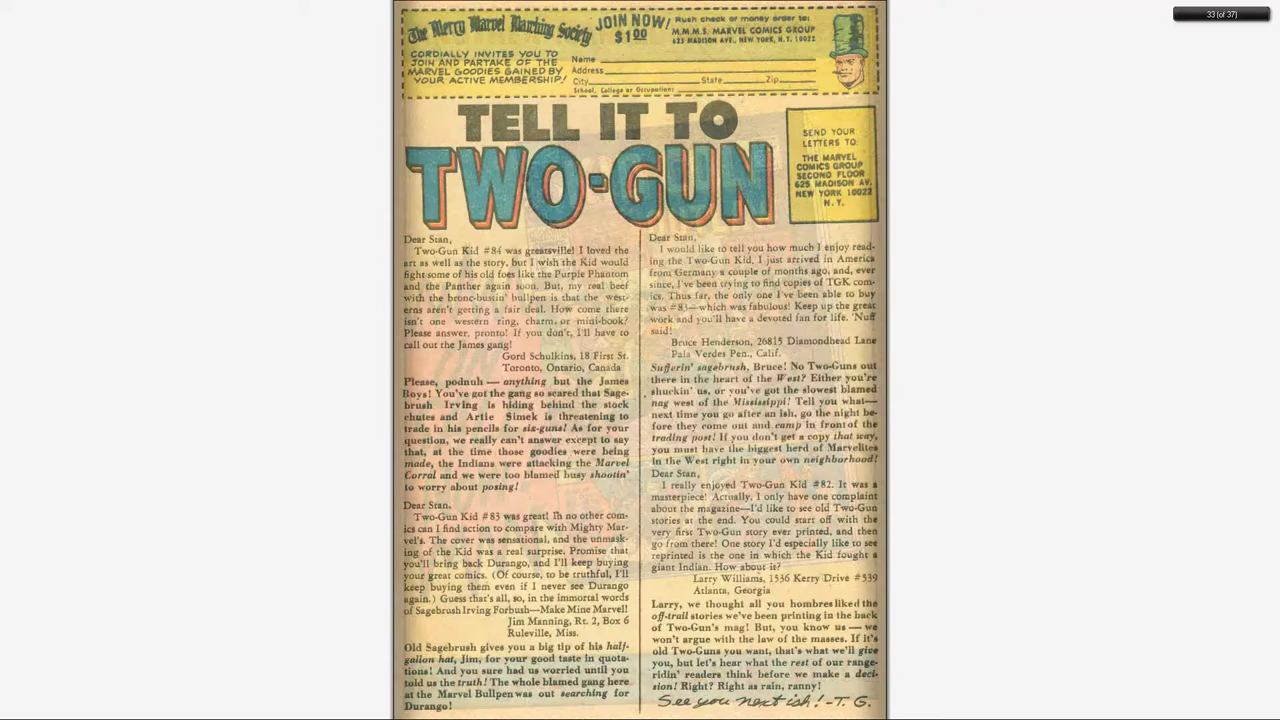 33 (of 37)
The Merry Marvel Marching Society
CORDIALLY INVITES YOU TO
JOIN AND PARTAKE OF THE
MARVEL GOODIES GAINED BY
YOUR ACTIVE MEMBERSHIP!
JOIN NOW!
$1.00
Rush check or money order to:
M.M.M.S. MARVEL COMICS GROUP
625 MADISON AVE, NEW YORK, N.Y. 10022
Name
Address
City State Zip
School, College or Occupation:
TELL IT TO
TWO-GUN
SEND YOUR
LETTERS TO:
THE MARVEL
COMICS GROUP
SECOND FLOOR
625 MADISON AV.
NEW YORK 10022
N.Y.
Dear Stan,
Two-Gun Kid #84 was greatsville! I loved the
art as well as the story, but I wish the Kid would
fight some of his old foes like the Purple Phantom
and the Panther again soon. But, my real beef
with the bronc-bustin' bullpen is that the west-
erns aren't getting a fair deal. How come there
isn't one western ring, charm, or mini-book?
Please answer, pronto! If you don't, I'll have to
call out the James gang!
Gord Schulkins, 18 First St.
Toronto, Ontario, Canada
Please, podnuh — anything but the James
Boys! You've got the gang so scared that Sage-
brush Irving is hiding behind the stock
chutes and Artie Simek is threatening to
trade in his pencils for six-guns! As for your
question, we really can't answer except to say
that, at the time those goodies were being
made, the Indians were attacking the Marvel
Corral and we were too blamed busy shootin'
to worry about posing!
Dear Stan,
Two-Gun Kid #83 was great! In no other com-
ics can I find action to compare with Mighty Mar-
vel's. The cover was sensational, and the unmask-
ing of the Kid was a real surprise. Promise that
you'll bring back Durango, and I'll keep buying
your great comics. (Of course, to be truthful, I'll
keep buying them even if I never see Durango
again.) Guess that's all, so, in the immortal words
of Sagebrush Irving Forbush—Make Mine Marvel!
Jim Manning, Rt. 2, Box 6
Ruleville, Miss.
Old Sagebrush gives you a big tip of his half-
gallon hat, Jim, for your good taste in quota-
tions! And you sure had us worried until you
told us the truth! The whole blamed gang here
at the Marvel Bullpen was out searching for
Durango!
Dear Stan,
I would like to tell you how much I enjoy read-
ing the Two-Gun Kid. I just arrived in America
from Germany a couple of months ago, and, ever
since, I've been trying to find copies of TGK com-
ics. Thus far, the only one I've been able to buy
was #83—which was fabulous! Keep up the great
work and you'll have a devoted fan for life. 'Nuff
said!
Bruce Henderson, 26815 Diamondhead Lane
Pala Verdes Pen., Calif.
Sufferin' sagebrush, Bruce! No Two-Guns out
there in the heart of the West? Either you're
shuckin' us, or you've got the slowest blamed
nag west of the Mississippi! Tell you what—
next time you go after an ish, go the night be-
fore they come out and camp in front of the
trading post! If you don't get a copy that way,
you must have the biggest herd of Marvelites
in the West right in your own neighborhood!
Dear Stan,
I really enjoyed Two-Gun Kid #82. It was a
masterpiece! Actually, I only have one complaint
about the magazine—I'd like to see old Two-Gun
stories at the end. You could start off with the
very first Two-Gun story ever printed, and then
go from there! One story I'd especially like to see
reprinted is the one in which the Kid fought a
giant Indian. How about it?
Larry Williams, 1536 Kerry Drive #539
Atlanta, Georgia
Larry, we thought all you hombres liked the
off-trail stories we've been printing in the back
of Two-Gun's mag! But, you know us — we
won't argue with the law of the masses. If it's
old Two-Guns you want, that's what we'll give
you, but let's hear what the rest of our range-
ridin' readers think before we make a deci-
sion! Right? Right as rain, ranny!
See you next ish! -T. G.